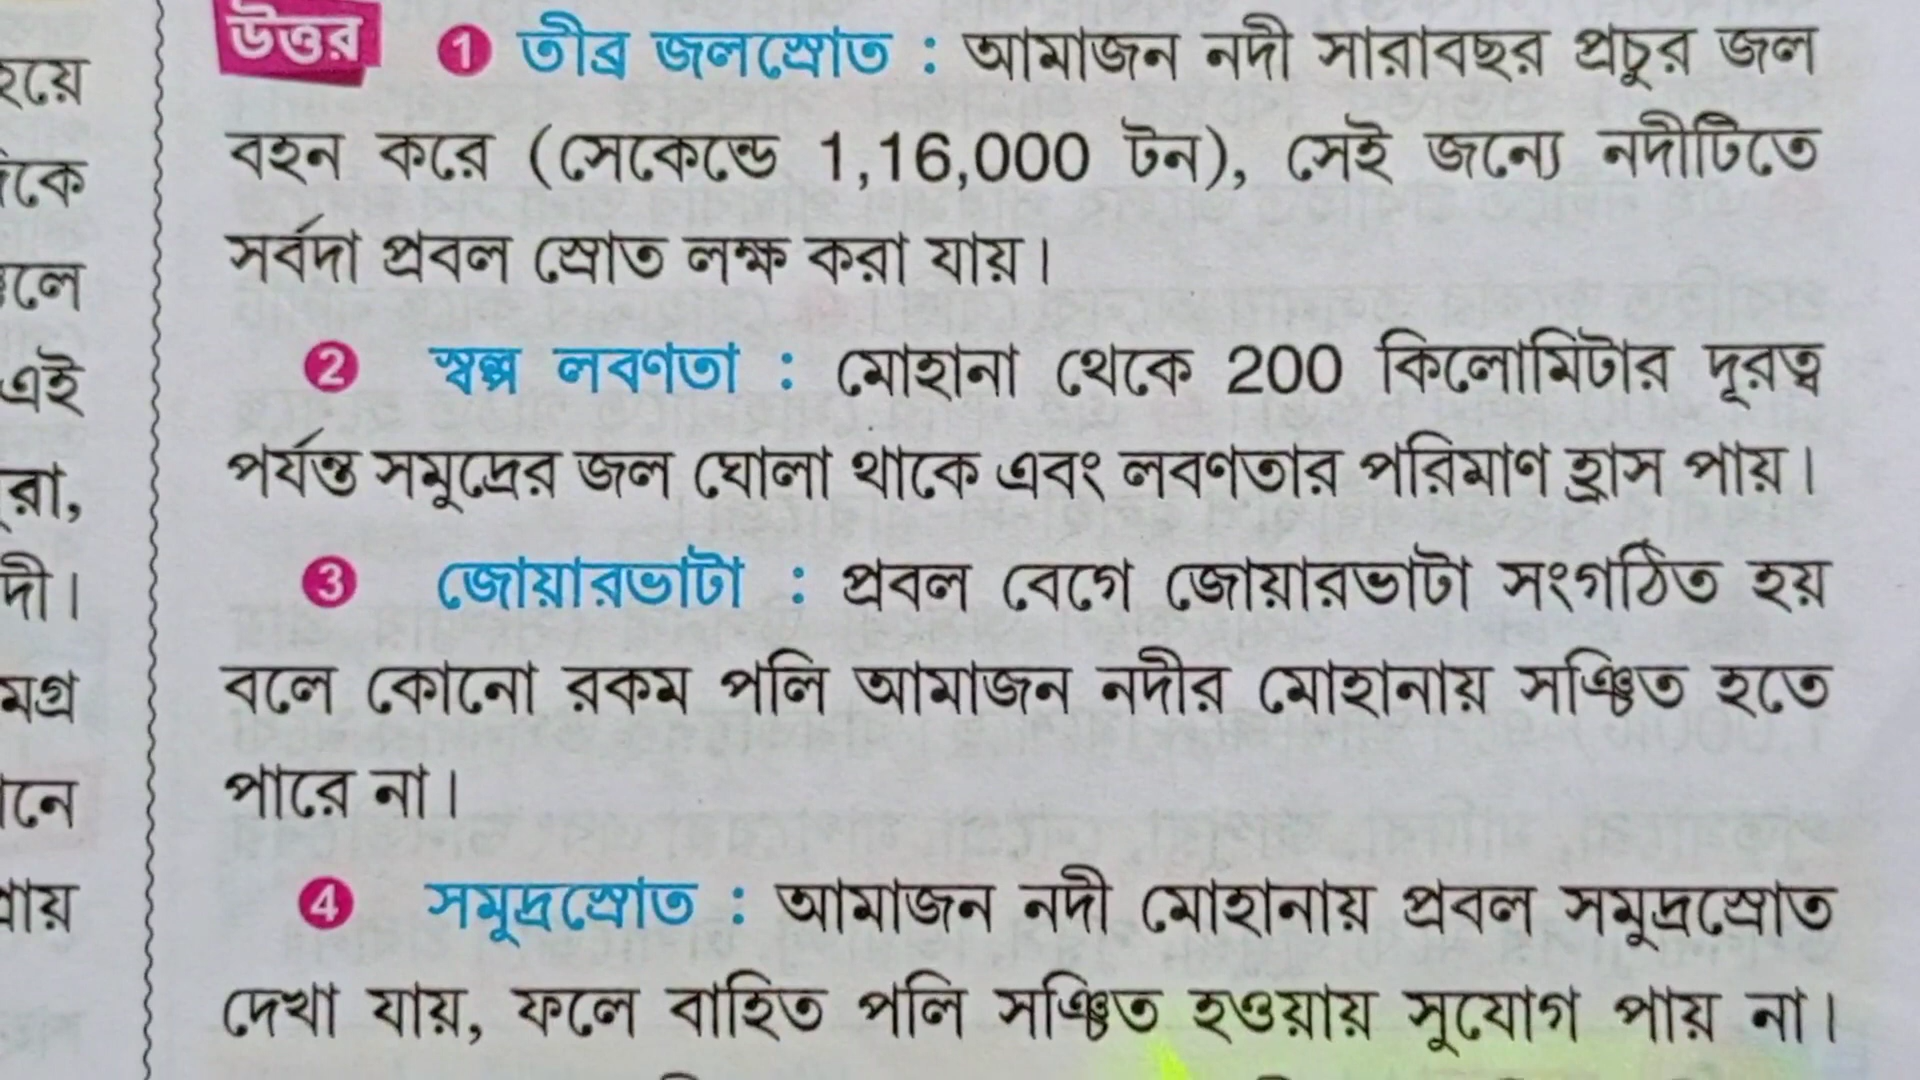 উত্তর 1 তীব্র জলস্রোত : আমাজন নদী সারাবছর প্রচুর জল
বহন করে (সেকেন্ডে 1,16,000 টন), সেই জন্যে নদীটিতে
সর্বদা প্রবল স্রোত লক্ষ করা যায়।
2 স্বল্প লবণতা : মোহানা থেকে 200 কিলোমিটার দূরত্ব
পর্যন্ত সমুদ্রের জল ঘোলা থাকে এবং লবণতার পরিমাণ হ্রাস পায়।
3 জোয়ারভাটা : প্রবল বেগে জোয়ারভাটা সংগঠিত হয়
বলে কোনো রকম পলি আমাজন নদীর মোহানায় সঞ্চিত হতে
পারে না।
4 সমুদ্রস্রোত : আমাজন নদী মোহানায় প্রবল সমুদ্রস্রোত
দেখা যায়, ফলে বাহিত পলি সঞ্চিত হওয়ায় সুযোগ পায় না।